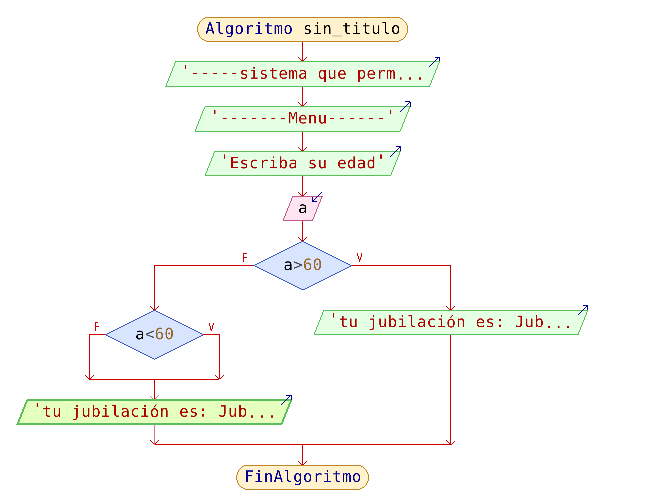 Algoritmo sin_titulo
'-----sistema que perm...
'-------Menu------'
'Escriba su edad'
a
F
a>60
V
'tu jubilación es: Jub...
F
a<60
V
'tu jubilación es: Jub...
FinAlgoritmo